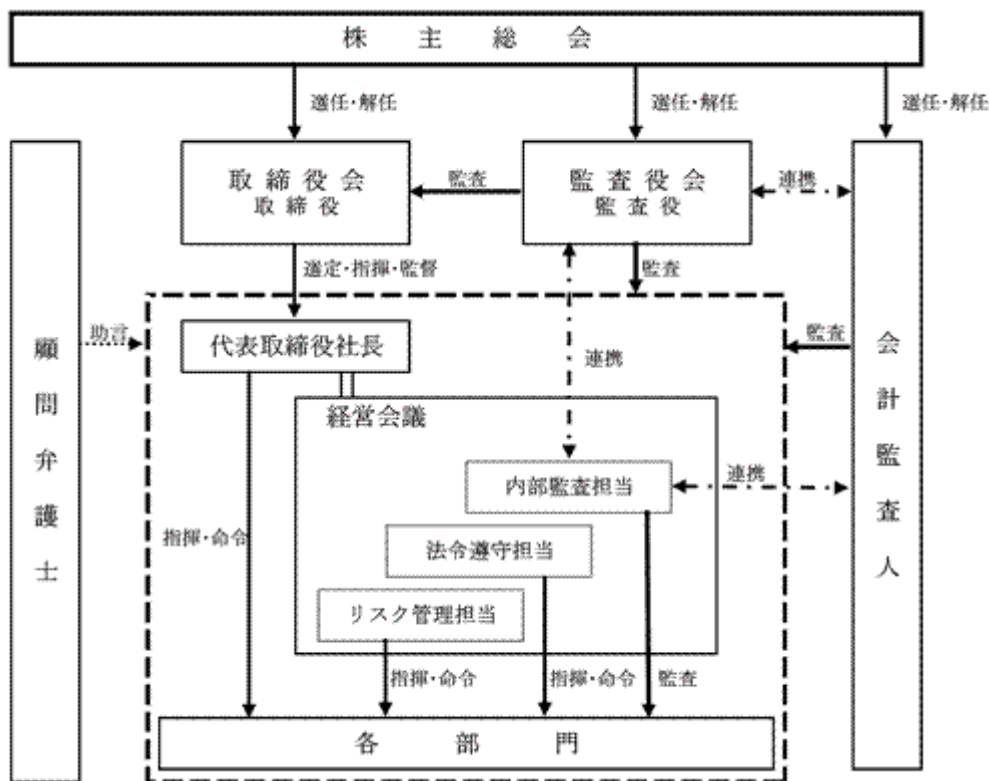 株主総会
選任・解任
選任・解任
選任・解任
取締役会
取締役
監査
監査役会
監査役
連携
選定・指揮・監督
監査
顧問弁護士
助言
代表取締役社長
監査
会計監査人
連携
経営会議
内部監査担当
連携
指揮・命令
法令遵守担当
リスク管理担当
指揮・命令
指揮・命令
監査
各部門